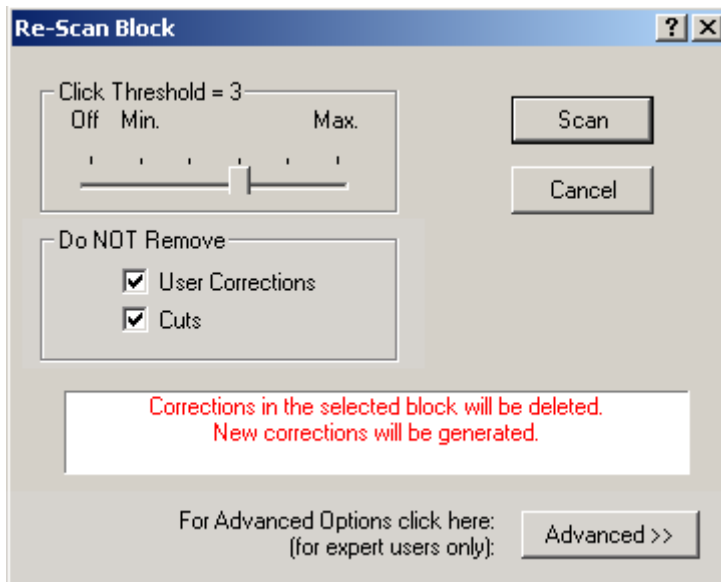 Re-Scan Block
Click Threshold = 3
Off Min. Max.
Scan
Cancel
Do NOT Remove
User Corrections
Cuts
Corrections in the selected block will be deleted.
New corrections will be generated.
For Advanced Options click here:
(for expert users only):
Advanced >>